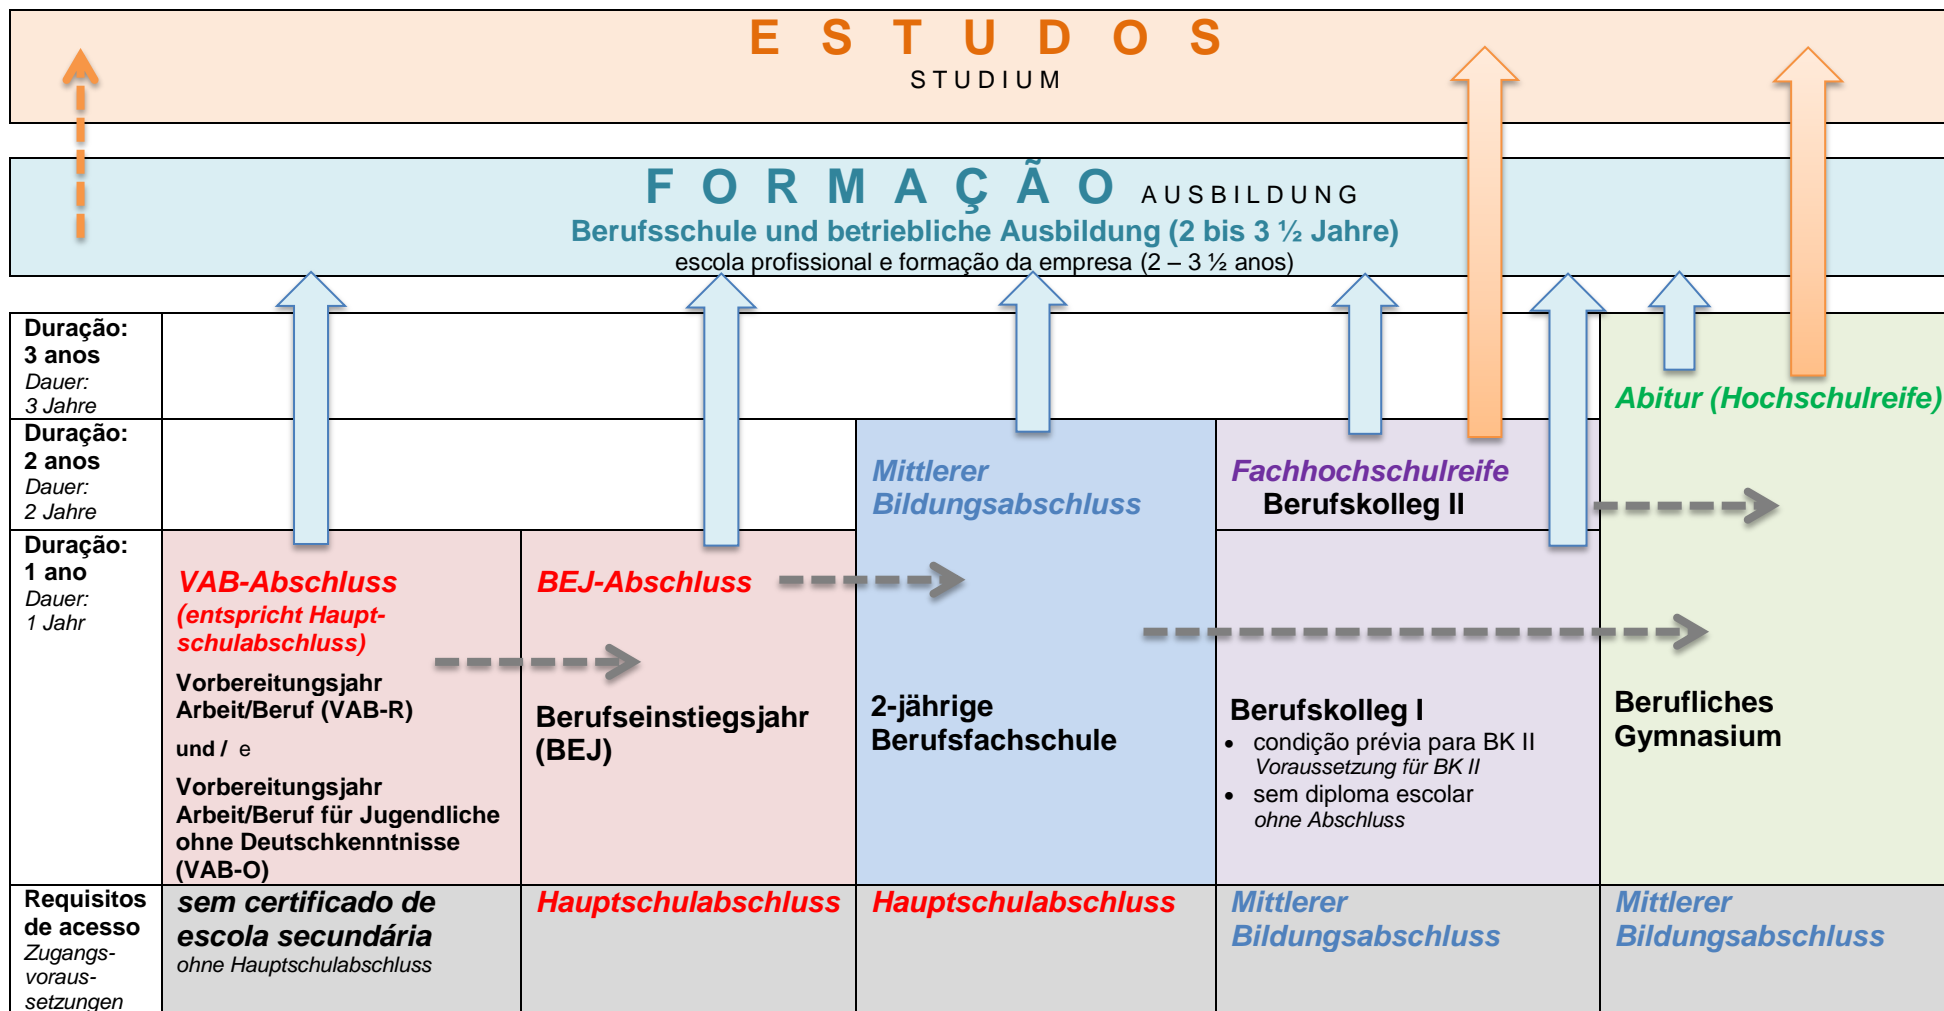 E S T U D O S
STUDIUM
F O R M A Ç Ã O AUSBILDUNG
Berufsschule und betriebliche Ausbildung (2 bis 3 ½ Jahre)
escola profissional e formação da empresa (2 – 3 ½ anos)
Duração:
3 anos
Dauer:
3 Jahre
Abitur (Hochschulreife)
Duração:
2 anos
Dauer:
2 Jahre
Mittlerer
Bildungsabschluss
Fachhochschulreife
Berufskolleg II
Duração:
1 ano
Dauer:
1 Jahr
VAB-Abschluss
(entspricht Haupt-
schulabschluss)
Vorbereitungsjahr
Arbeit/Beruf (VAB-R)
und / e
Vorbereitungsjahr
Arbeit/Beruf für Jugendliche
ohne Deutschkenntnisse
(VAB-O)
BEJ-Abschluss
Berufseinstiegsjahr
(BEJ)
2-jährige
Berufsfachschule
Berufskolleg I
• condição prévia para BK II
Voraussetzung für BK II
• sem diploma escolar
ohne Abschluss
Berufliches
Gymnasium
Requisitos
de acesso
Zugangs-
voraus-
setzungen
sem certificado de
escola secundária
ohne Hauptschulabschluss
Hauptschulabschluss
Hauptschulabschluss
Mittlerer
Bildungsabschluss
Mittlerer
Bildungsabschluss